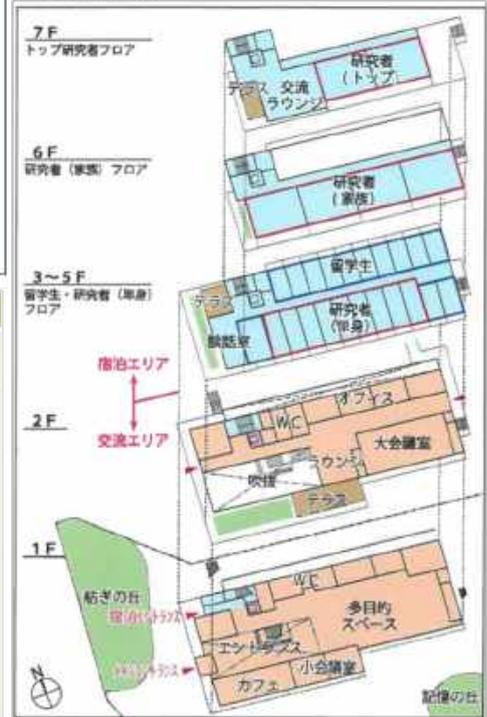 7F
トップ研究者フロア
研究者
(トップ)
テラス
交流
ラウンジ
6F
研究者(家族)フロア
研究者
(家族)
3~5F
留学生・研究者(単身)
フロア
留学生
テラス
研究者
(単身)
談話室
宿泊エリア
交流エリア
2F
オフィス
WC
大会議室
ラウンジ
吹抜
テラス
1F
WC
紡ぎの丘
多目的
スペース
エントランス
小会議室
カフェ
記憶の丘
N